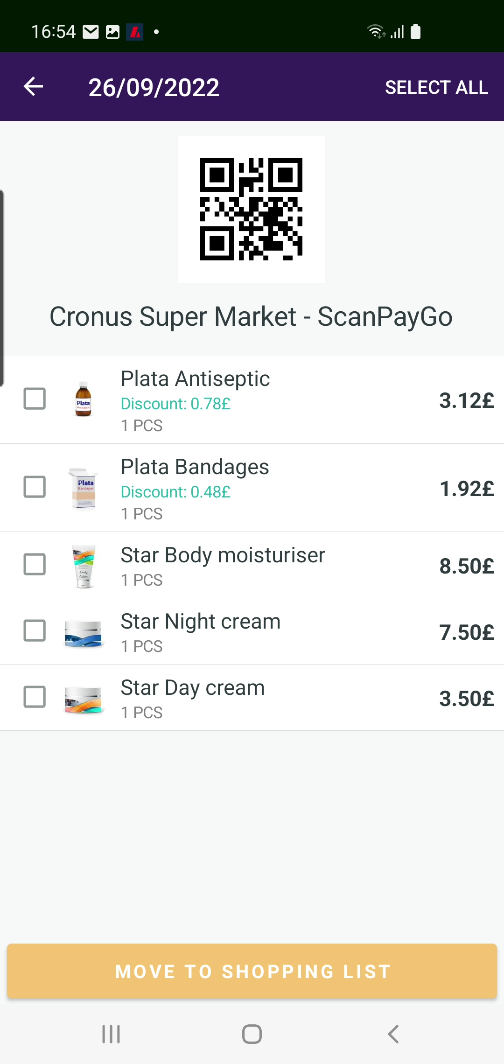 16:54
26/09/2022
SELECT ALL
Cronus Super Market - ScanPayGo
Plata Antiseptic
Discount: 0.78£
1 PCS
3.12£
Plata
Plata Bandages
Discount: 0.48£
1 PCS
1.92£
Plata
Star Body moisturiser
1 PCS
8.50£
Star Night cream
1 PCS
7.50£
Star Day cream
1 PCS
3.50£
MOVE TO SHOPPING LIST